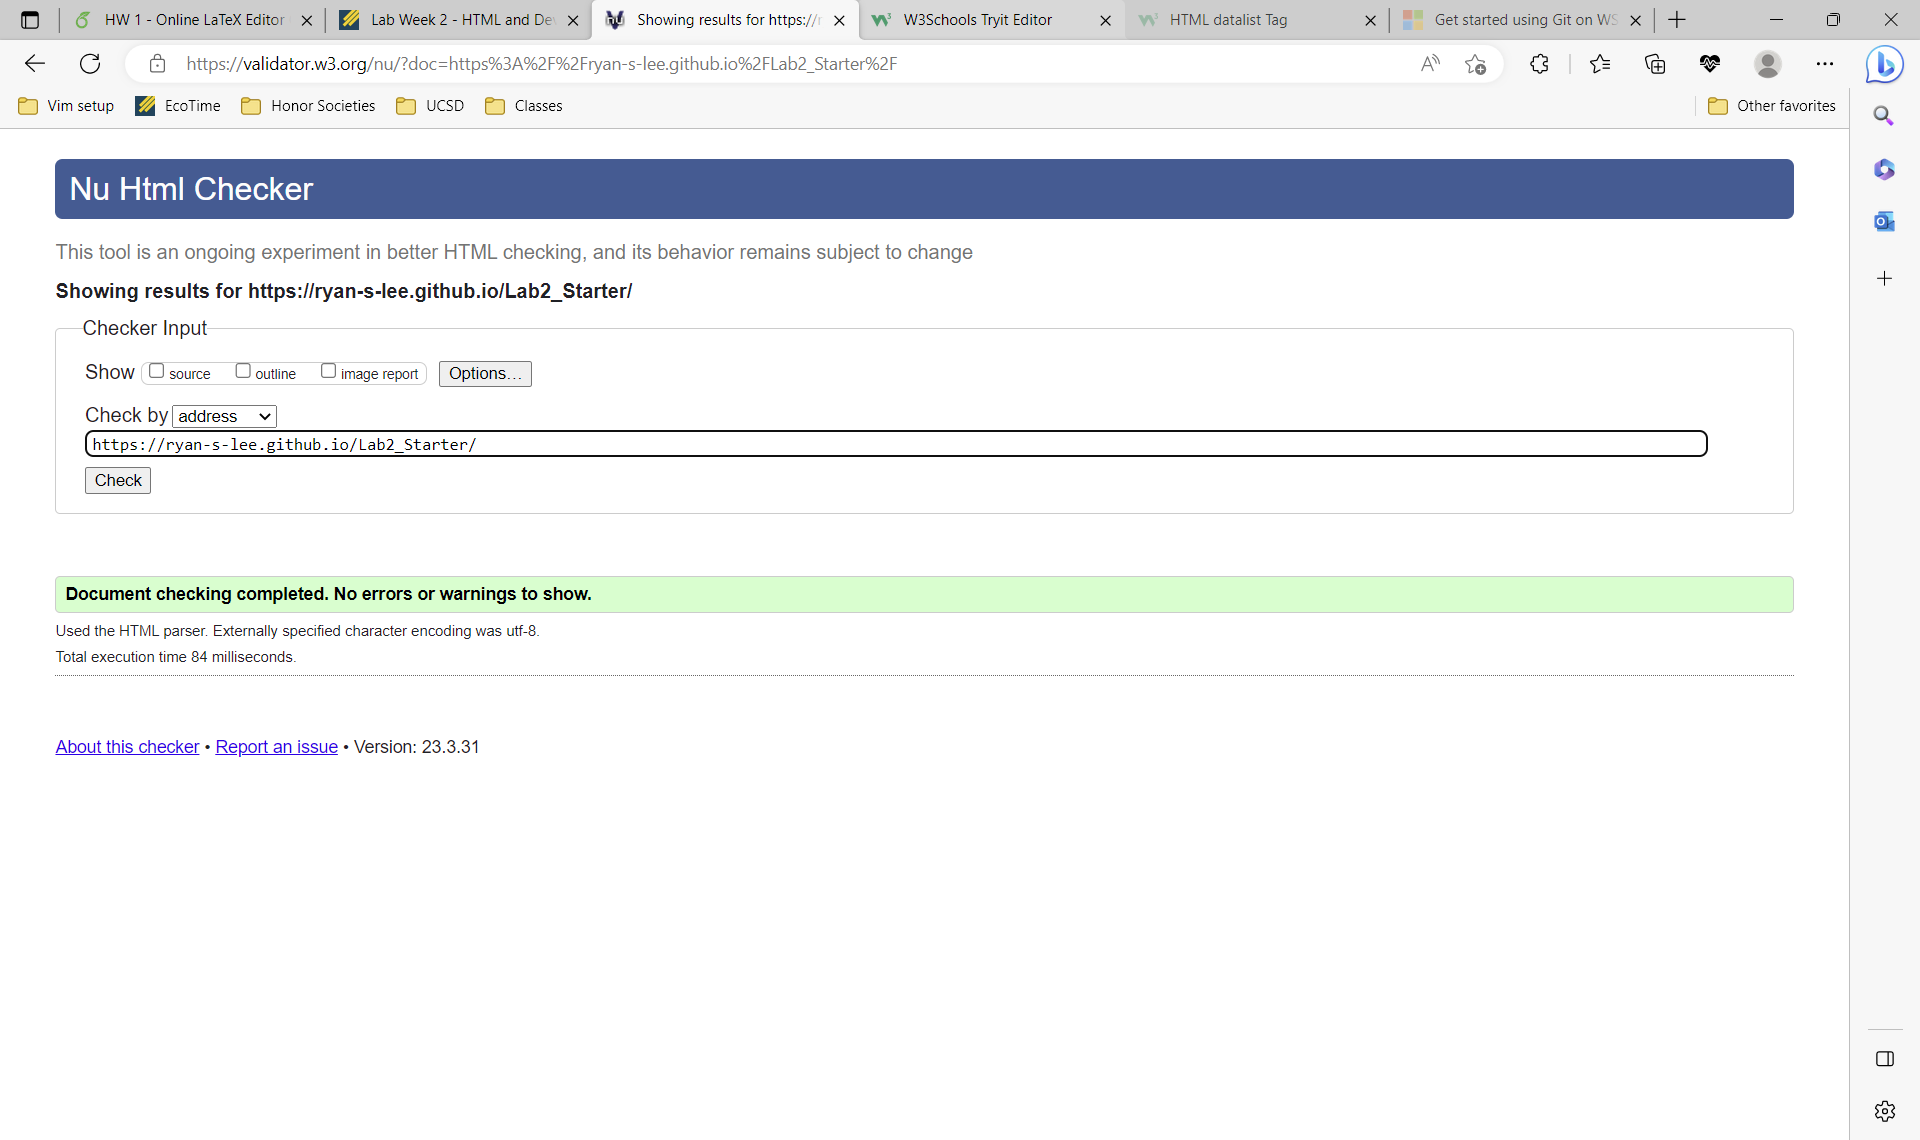 HW 1 - Online LaTeX Editor
Lab Week 2 - HTML and De
Showing results for https://r
W3Schools Tryit Editor
HTML datalist Tag
Get started using Git on WS
https://validator.w3.org/nu/?doc=https%3A%2F%2Fryan-s-lee.github.io%2FLab2_Starter%2F
Vim setup
EcoTime
Honor Societies
UCSD
Classes
Other favorites
Nu Html Checker
This tool is an ongoing experiment in better HTML checking, and its behavior remains subject to change
Showing results for https://ryan-s-lee.github.io/Lab2_Starter/
Checker Input
Show source outline image report Options...
Check by address
https://ryan-s-lee.github.io/Lab2_Starter/
Check
Document checking completed. No errors or warnings to show.
Used the HTML parser. Externally specified character encoding was utf-8.
Total execution time 84 milliseconds.
About this checker • Report an issue • Version: 23.3.31